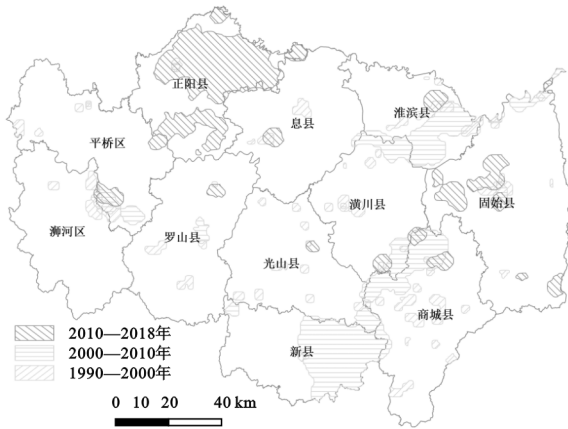 正阳县
息县
淮滨县
平桥区
潢川县
固始县
浉河区
罗山县
光山县
商城县
新县
2010—2018年
2000—2010年
1990—2000年
0 10 20 40 km